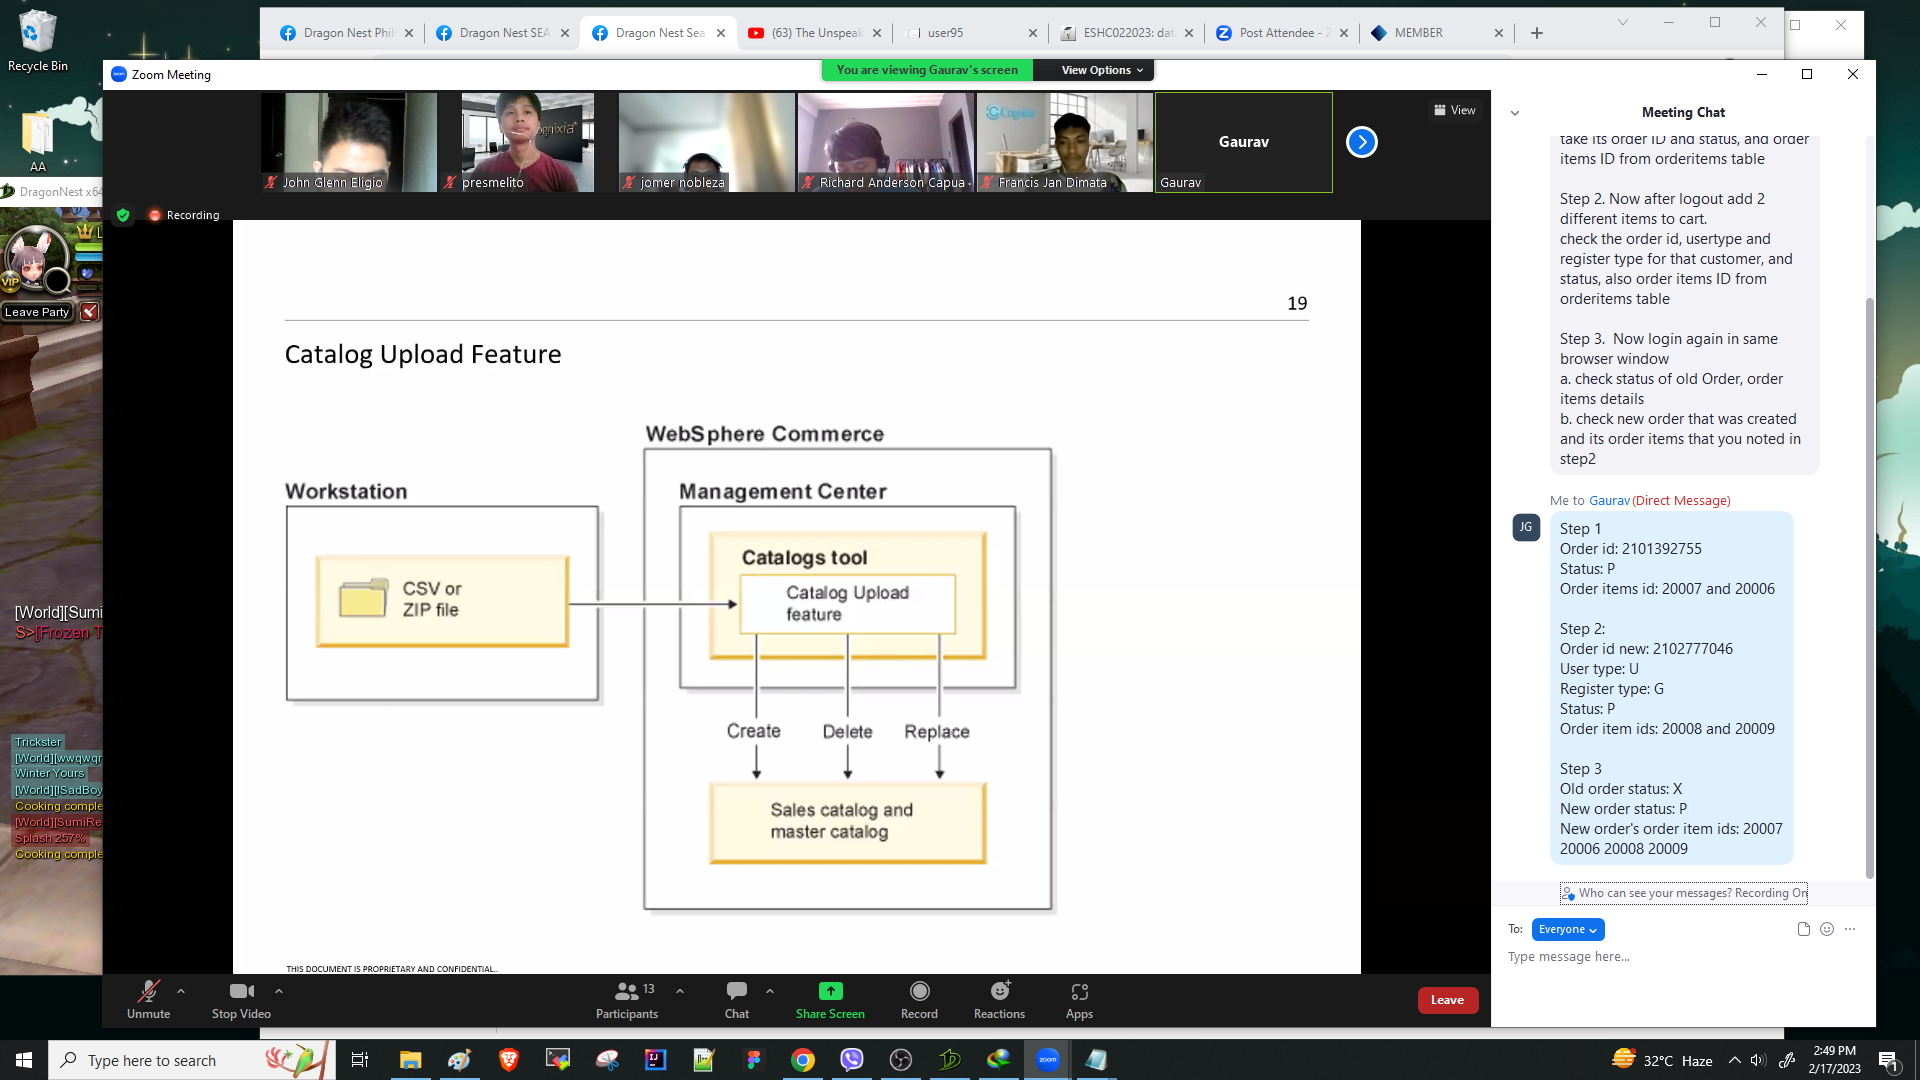 Recycle Bin
AA
DragonNest x64
VIP
Leave Party
[World][Sumi
S>[Frozen T
Trickster
[World][wwqwqr
Winter Yours
[World][ISadBoy
Cooking comple
[World][SumiRe
Splash 257%
Cooking comple
Dragon Nest Phil
Dragon Nest SEA
Dragon Nest Sea
(63) The Unspeak
user95
ESHC022023: dat
Post Attendee - Z
MEMBER
Zoom Meeting
You are viewing Gaurav's screen
View Options
John Glenn Eligio
presmelito
jomer nobleza
Richard Anderson Capua
Francis Jan Dimata
Gaurav
Gaurav
View
Recording
19
Catalog Upload Feature
WebSphere Commerce
Workstation
Management Center
Catalogs tool
CSV or
ZIP file
Catalog Upload
feature
Create
Delete
Replace
Sales catalog and
master catalog
THIS DOCUMENT IS PROPRIETARY AND CONFIDENTIAL..
Meeting Chat
take its order ID and status, and order
items ID from orderitems table
Step 2. Now after logout add 2
different items to cart.
check the order id, usertype and
register type for that customer, and
status, also order items ID from
orderitems table
Step 3.  Now login again in same
browser window
a. check status of old Order, order
items details
b. check new order that was created
and its order items that you noted in
step2
Me to Gaurav (Direct Message)
JG
Step 1
Order id: 2101392755
Status: P
Order items id: 20007 and 20006
Step 2:
Order id new: 2102777046
User type: U
Register type: G
Status: P
Order item ids: 20008 and 20009
Step 3
Old order status: X
New order status: P
New order's order item ids: 20007
20006 20008 20009
Who can see your messages? Recording On
To: Everyone
Type message here...
Unmute
Stop Video
Participants
13
Chat
Share Screen
Record
Reactions
Apps
Leave
Type here to search
zoom
32°C Haze
2:49 PM
2/17/2023
1